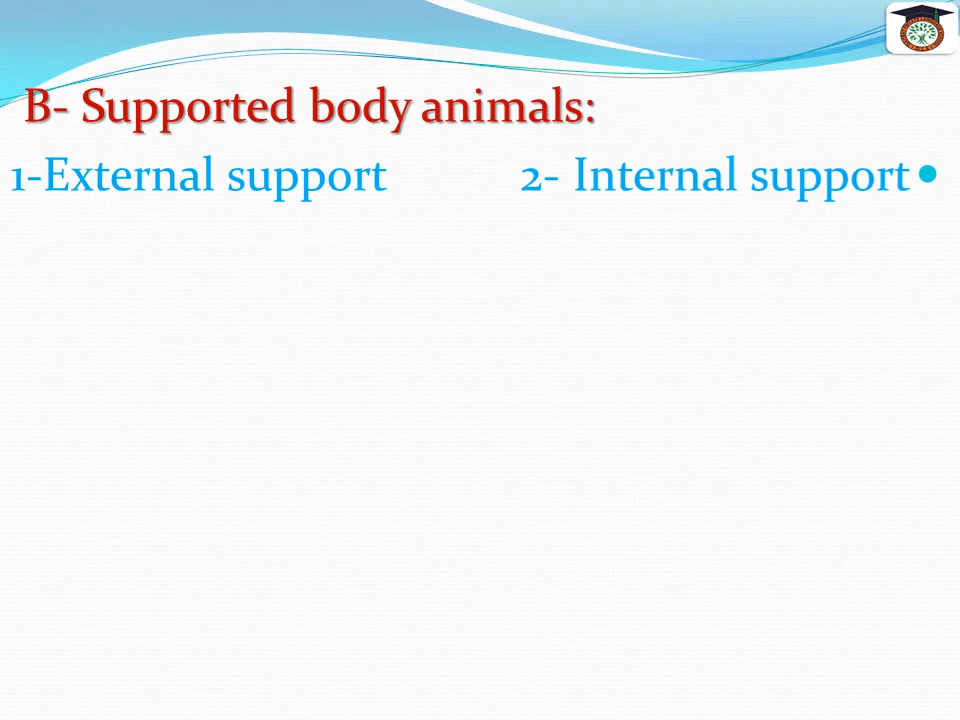 B- Supported body animals:
1-External support 2- Internal support •